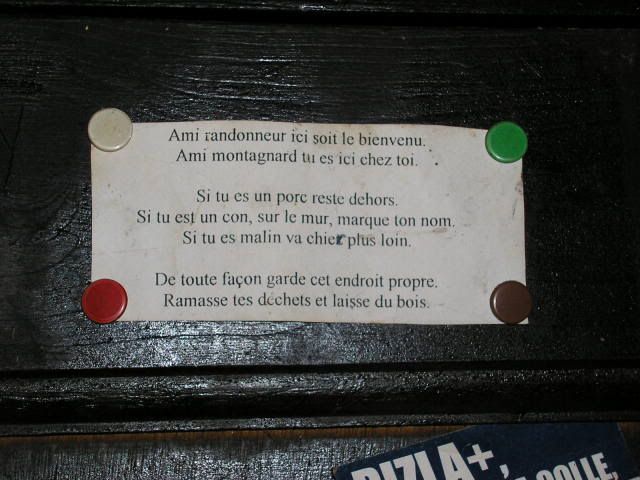 Ami randonneur ici soit le bienvenu.
Ami montagnard tu es ici chez toi.
Si tu es un porc reste dehors.
Si tu est un con, sur le mur, marque ton nom.
Si tu es malin va chier plus loin.
De toute façon garde cet endroit propre.
Ramasse tes déchets et laisse du bois.
RIZLA+,
COLLE,